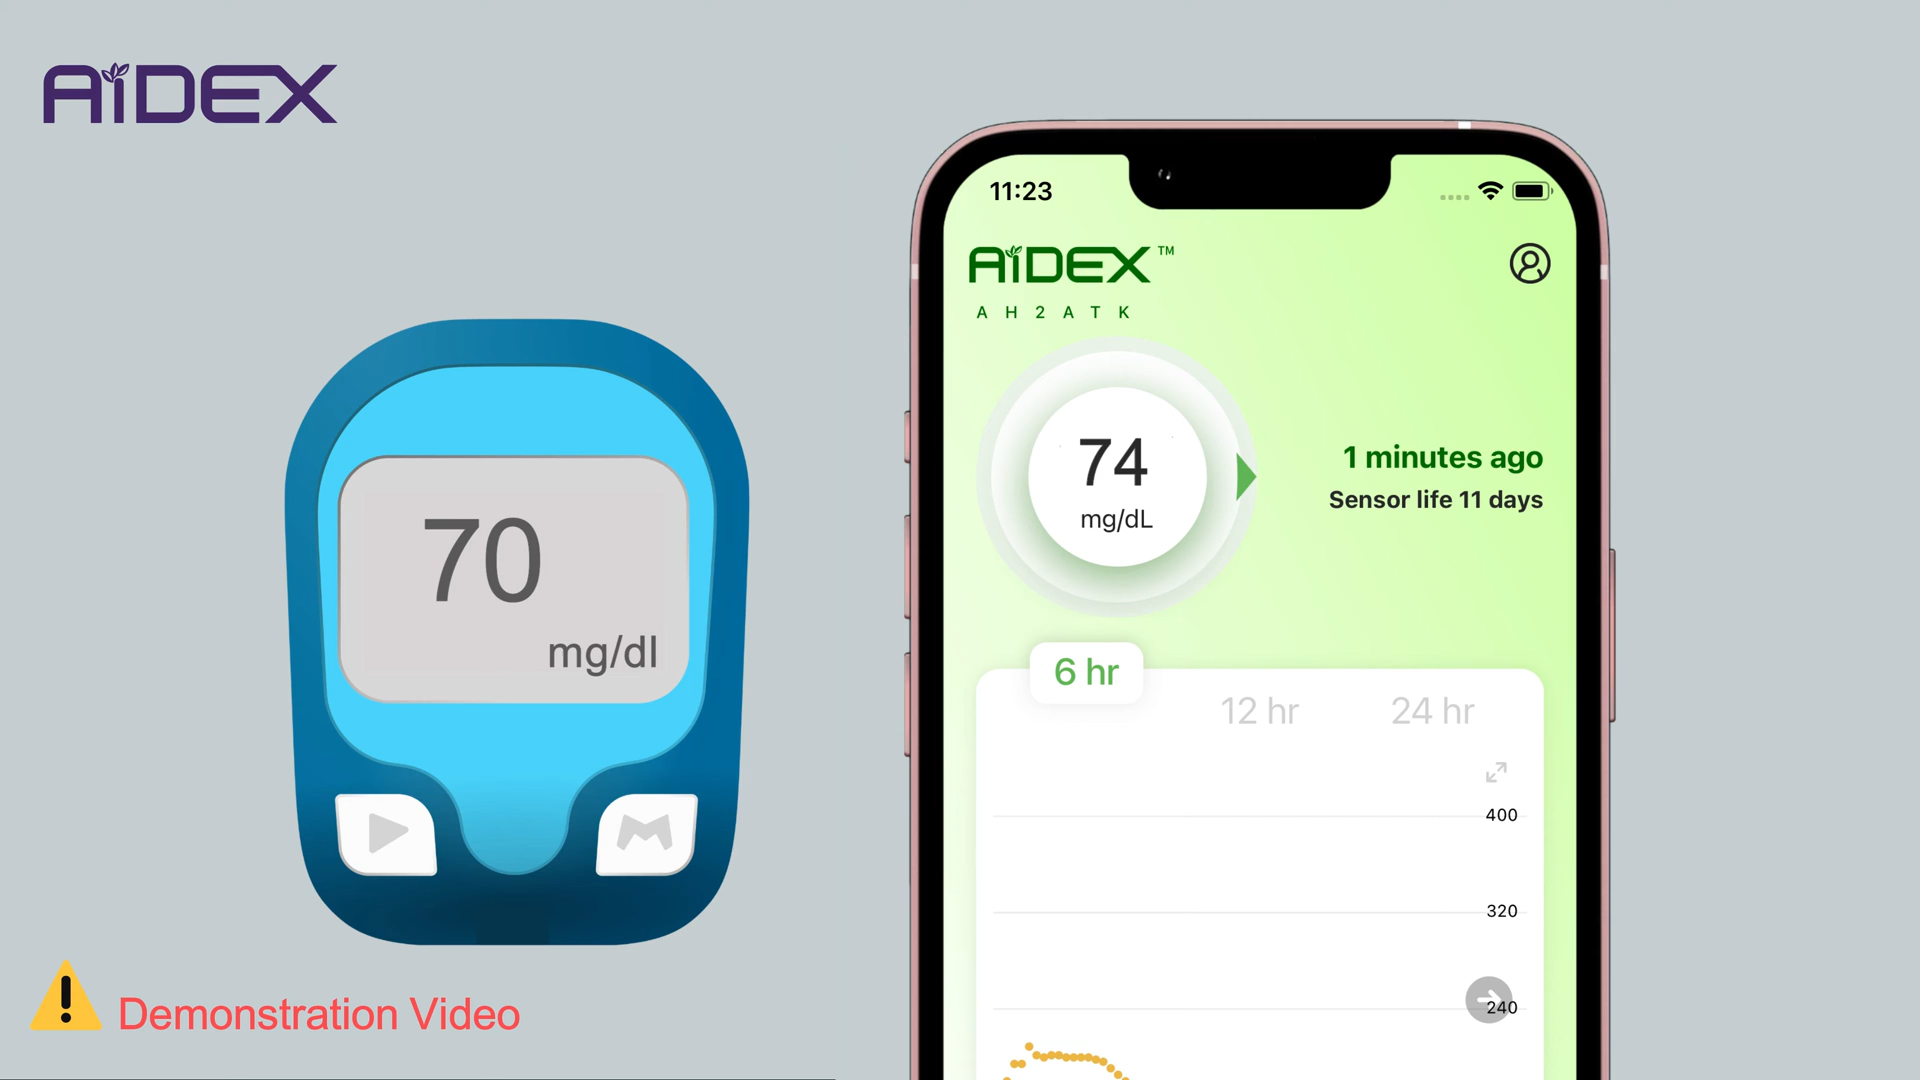 AiDEX
70
mg/dl
Demonstration Video
11:23
AiDEX™
AH2ATK
74
mg/dL
1 minutes ago
Sensor life 11 days
6 hr
12 hr
24 hr
400
320
240